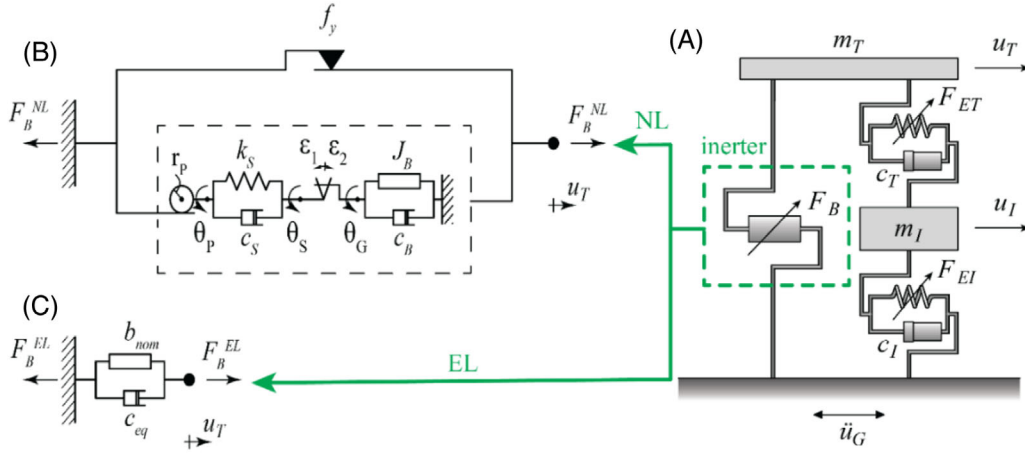 (B)
f_y
(A)
m_T
u_T
F_B^NL
F_B^NL
NL
inerter
F_ET
r_P
k_S
ε_1 ε_2
J_B
c_T
θ_P
c_S
θ_S
θ_G
c_B
u_T
F_B
m_I
u_I
F_EI
(C)
b_nom
F_B^EL
F_B^EL
EL
c_I
c_eq
u_T
ü_G